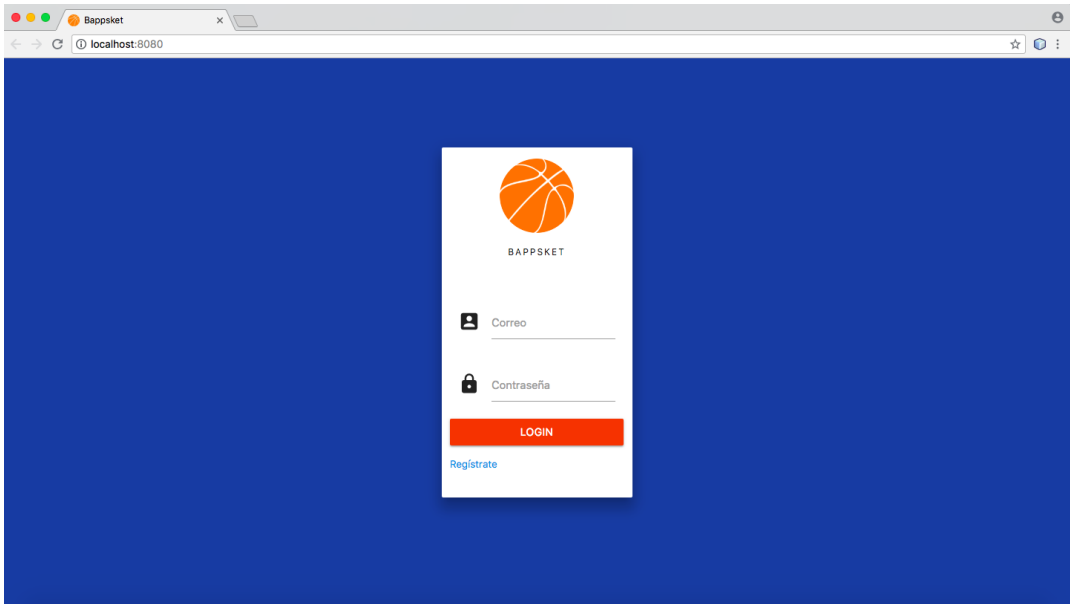 Bappsket
localhost:8080
BAPPSKET
Correo
Contraseña
LOGIN
Regístrate